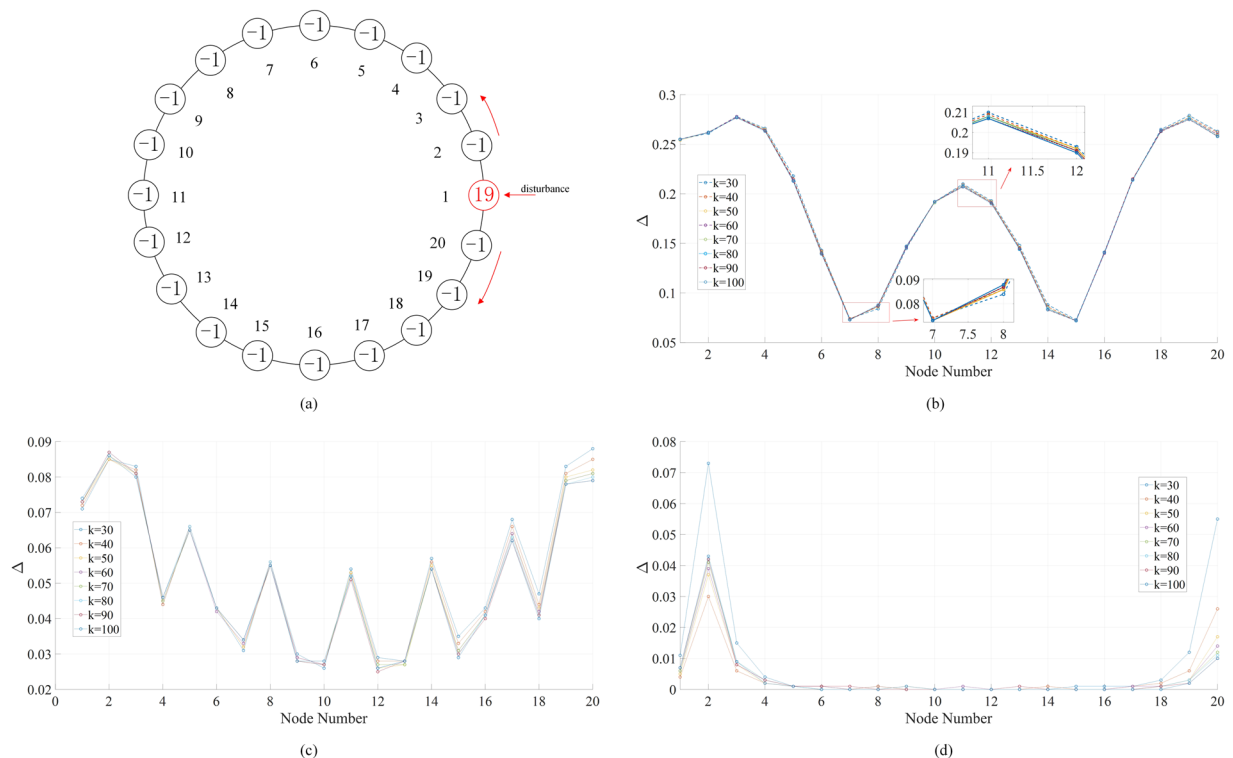 −1 −1 −1 −1 −1
6
7
5
8
4
9
3
10
2
11
1
19
disturbance
12
20
13
19
14
18
15
17
16
−1 −1 −1 −1 −1 −1 −1 −1 −1 −1 −1 −1 −1 −1
(a)
0.3
0.25
0.2
0.15
0.1
0.05
Δ
2 4 6 8 10 12 14 16 18 20
Node Number
k=30
k=40
k=50
k=60
k=70
k=80
k=90
k=100
0.21
0.2
0.19
11 11.5 12
0.09
0.08
7 7.5 8
(b)
0.09
0.08
0.07
0.06
0.05
0.04
0.03
0.02
Δ
0 2 4 6 8 10 12 14 16 18 20
Node Number
k=30
k=40
k=50
k=60
k=70
k=80
k=90
k=100
(c)
0.08
0.07
0.06
0.05
0.04
0.03
0.02
0.01
0
Δ
2 4 6 8 10 12 14 16 18 20
Node Number
k=30
k=40
k=50
k=60
k=70
k=80
k=90
k=100
(d)